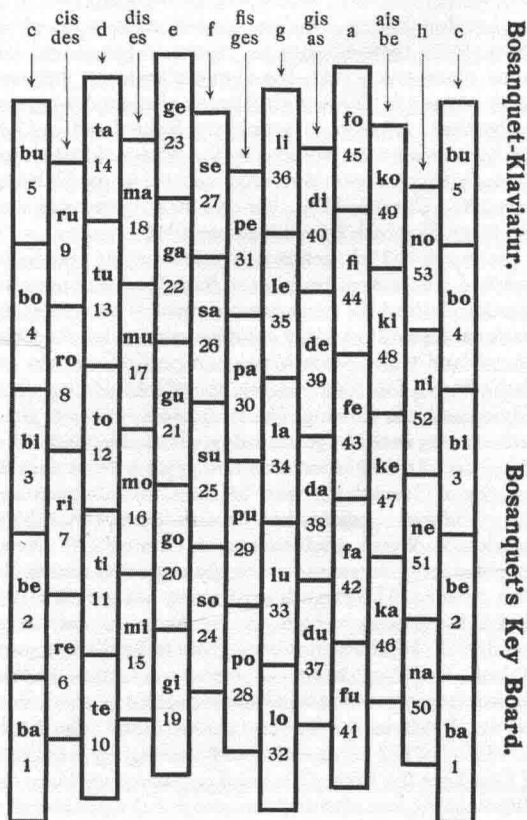 Bosanquet-Klaviatur. Bosanquet's Key Board.
c cis des d dis es e f fis ges g gis as a ais be h c
bu 5
bo 4
bi 3
be 2
ba 1
ru 9
ro 8
ri 7
re 6
ta 14
tu 13
to 12
ti 11
te 10
ma 18
mu 17
mo 16
mi 15
ge 23
ga 22
gu 21
go 20
gi 19
se 27
sa 26
su 25
so 24
pe 31
pa 30
pu 29
po 28
li 36
le 35
la 34
lu 33
lo 32
di 40
de 39
da 38
du 37
fo 45
fi 44
fe 43
fa 42
fu 41
ko 49
ki 48
ke 47
ka 46
no 53
ni 52
ne 51
na 50
bu 5
bo 4
bi 3
be 2
ba 1